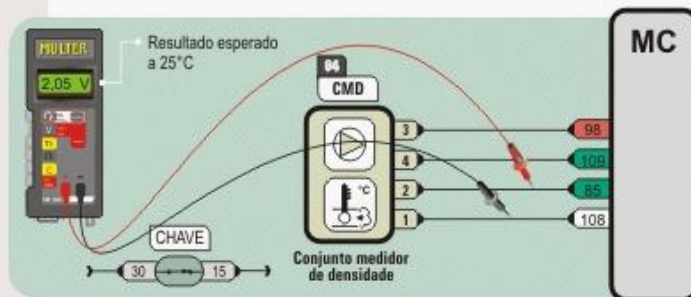 MULTER
2,05 V
Resultado esperado
a 25°C
04
CMD
MC
3
98
4
109
°C
2
85
1
108
CHAVE
30
15
Conjunto medidor
de densidade